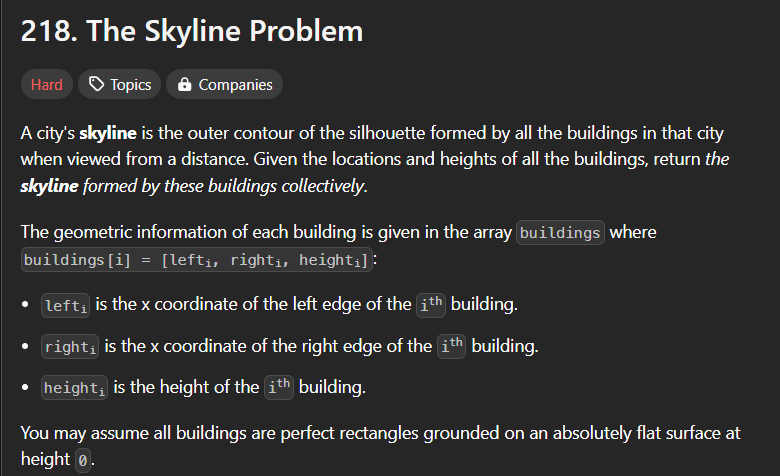 218. The Skyline Problem
Hard Topics Companies
A city's skyline is the outer contour of the silhouette formed by all the buildings in that city
when viewed from a distance. Given the locations and heights of all the buildings, return the
skyline formed by these buildings collectively.
The geometric information of each building is given in the array buildings where
buildings[i] = [lefti, righti, heighti]:
• lefti is the x coordinate of the left edge of the ith building.
• righti is the x coordinate of the right edge of the ith building.
• heighti is the height of the ith building.
You may assume all buildings are perfect rectangles grounded on an absolutely flat surface at
height 0.